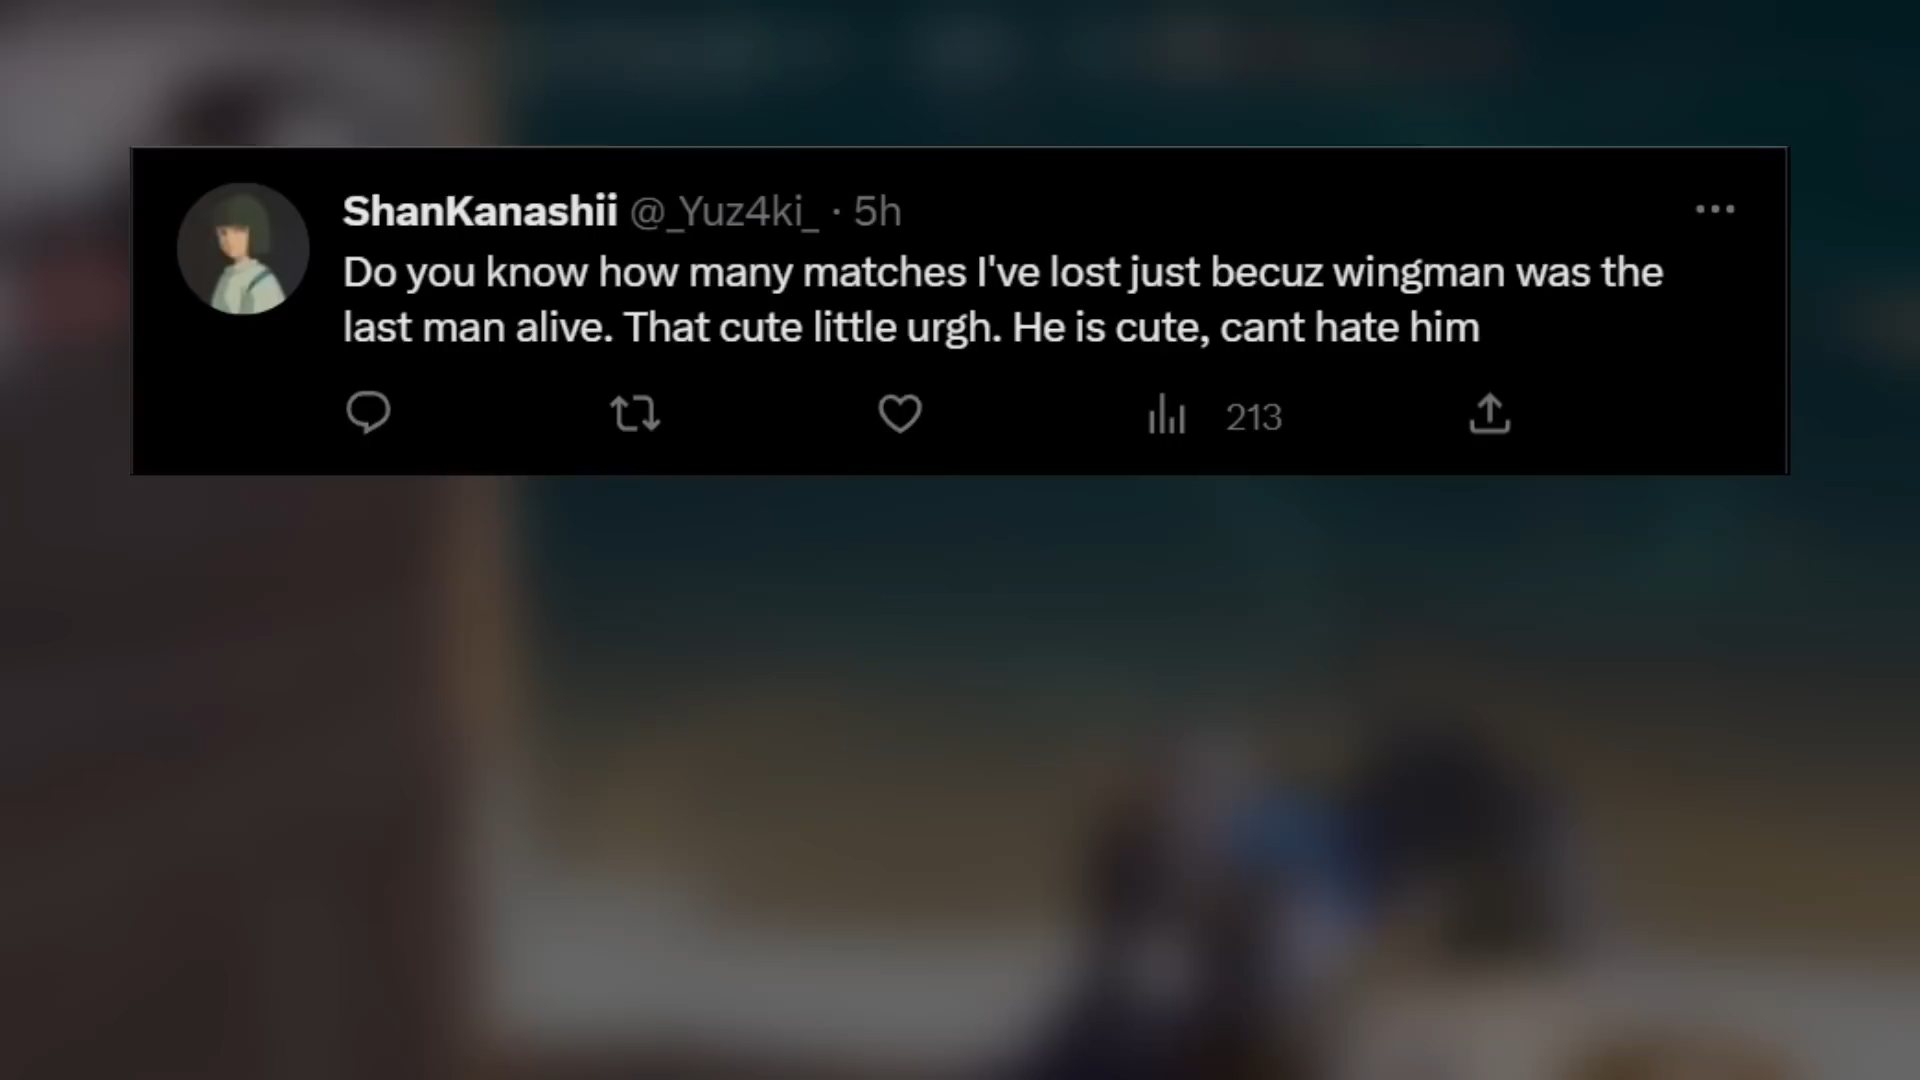 ShanKanashii @_Yuz4ki_ · 5h
Do you know how many matches I've lost just becuz wingman was the
last man alive. That cute little urgh. He is cute, cant hate him
213